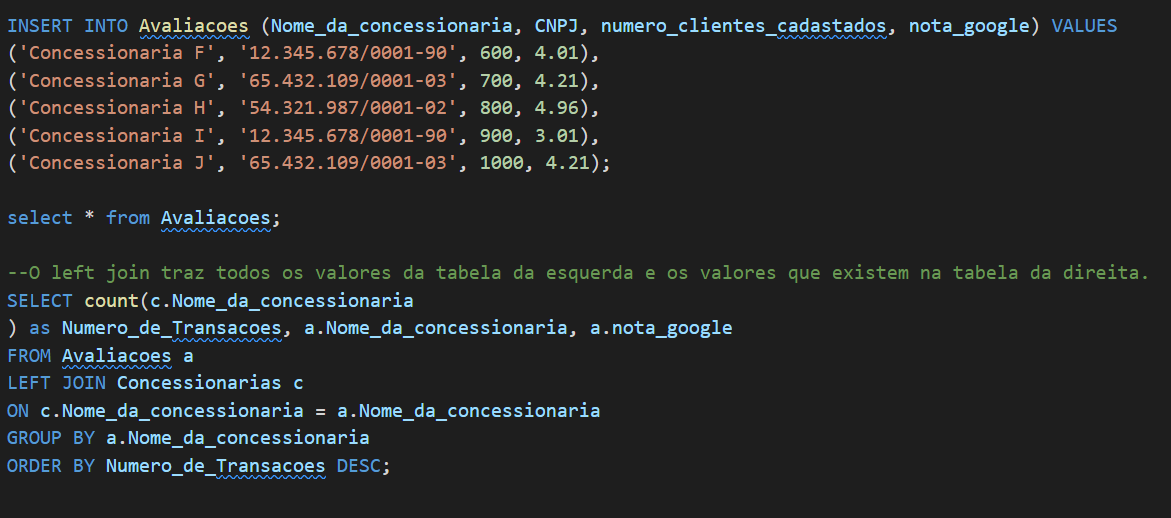 INSERT INTO Avaliacoes (Nome_da_concessionaria, CNPJ, numero_clientes_cadastados, nota_google) VALUES
('Concessionaria F', '12.345.678/0001-90', 600, 4.01),
('Concessionaria G', '65.432.109/0001-03', 700, 4.21),
('Concessionaria H', '54.321.987/0001-02', 800, 4.96),
('Concessionaria I', '12.345.678/0001-90', 900, 3.01),
('Concessionaria J', '65.432.109/0001-03', 1000, 4.21);
select * from Avaliacoes;
--O left join traz todos os valores da tabela da esquerda e os valores que existem na tabela da direita.
SELECT count(c.Nome_da_concessionaria
) as Numero_de_Transacoes, a.Nome_da_concessionaria, a.nota_google
FROM Avaliacoes a
LEFT JOIN Concessionarias c
ON c.Nome_da_concessionaria = a.Nome_da_concessionaria
GROUP BY a.Nome_da_concessionaria
ORDER BY Numero_de_Transacoes DESC;